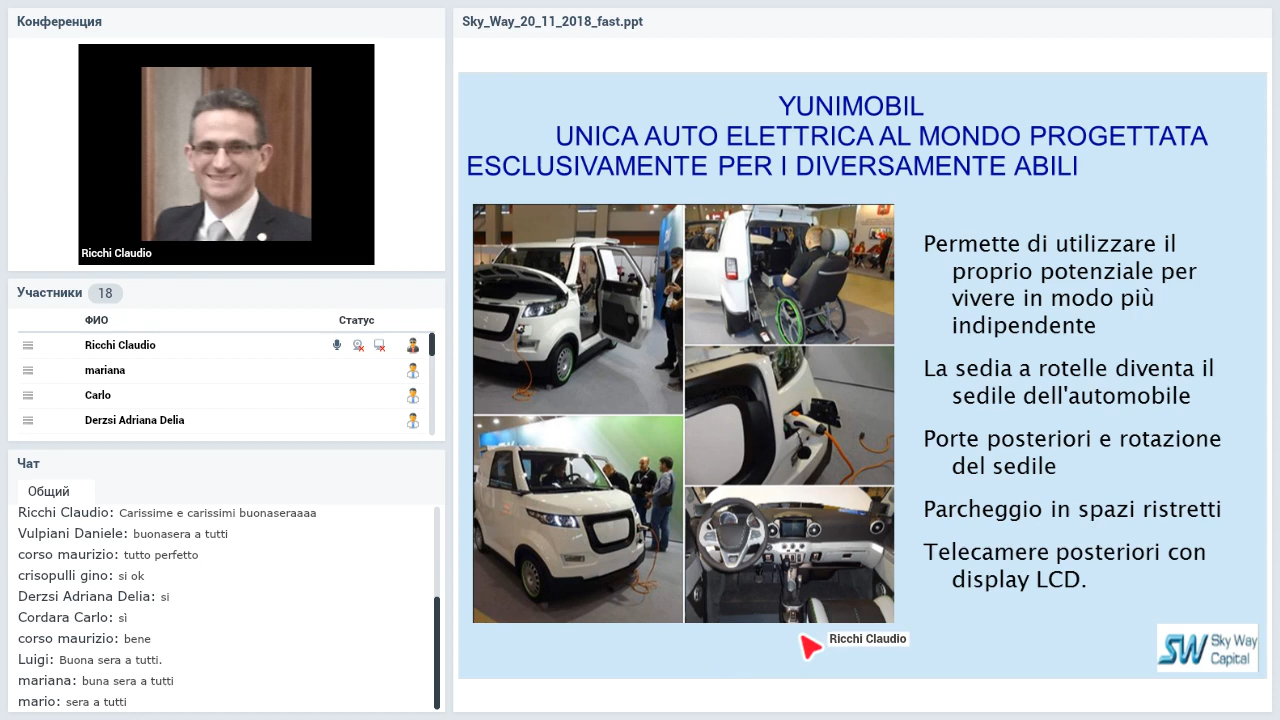 Конференция
Ricchi Claudio
Участники 18
ФИО Статус
Ricchi Claudio
mariana
Carlo
Derzsi Adriana Delia
Чат
Общий
Ricchi Claudio: Carissime e carissimi buonaseraaaa
Vulpiani Daniele: buonasera a tutti
corso maurizio: tutto perfetto
crisopulli gino: si ok
Derzsi Adriana Delia: si
Cordara Carlo: sì
corso maurizio: bene
Luigi: Buona sera a tutti.
mariana: buna sera a tutti
mario: sera a tutti
Sky_Way_20_11_2018_fast.ppt
YUNIMOBIL
UNICA AUTO ELETTRICA AL MONDO PROGETTATA
ESCLUSIVAMENTE PER I DIVERSAMENTE ABILI
Permette di utilizzare il
proprio potenziale per
vivere in modo più
indipendente
La sedia a rotelle diventa il
sedile dell'automobile
Porte posteriori e rotazione
del sedile
Parcheggio in spazi ristretti
Telecamere posteriori con
display LCD.
Ricchi Claudio
SW Sky Way
Capital